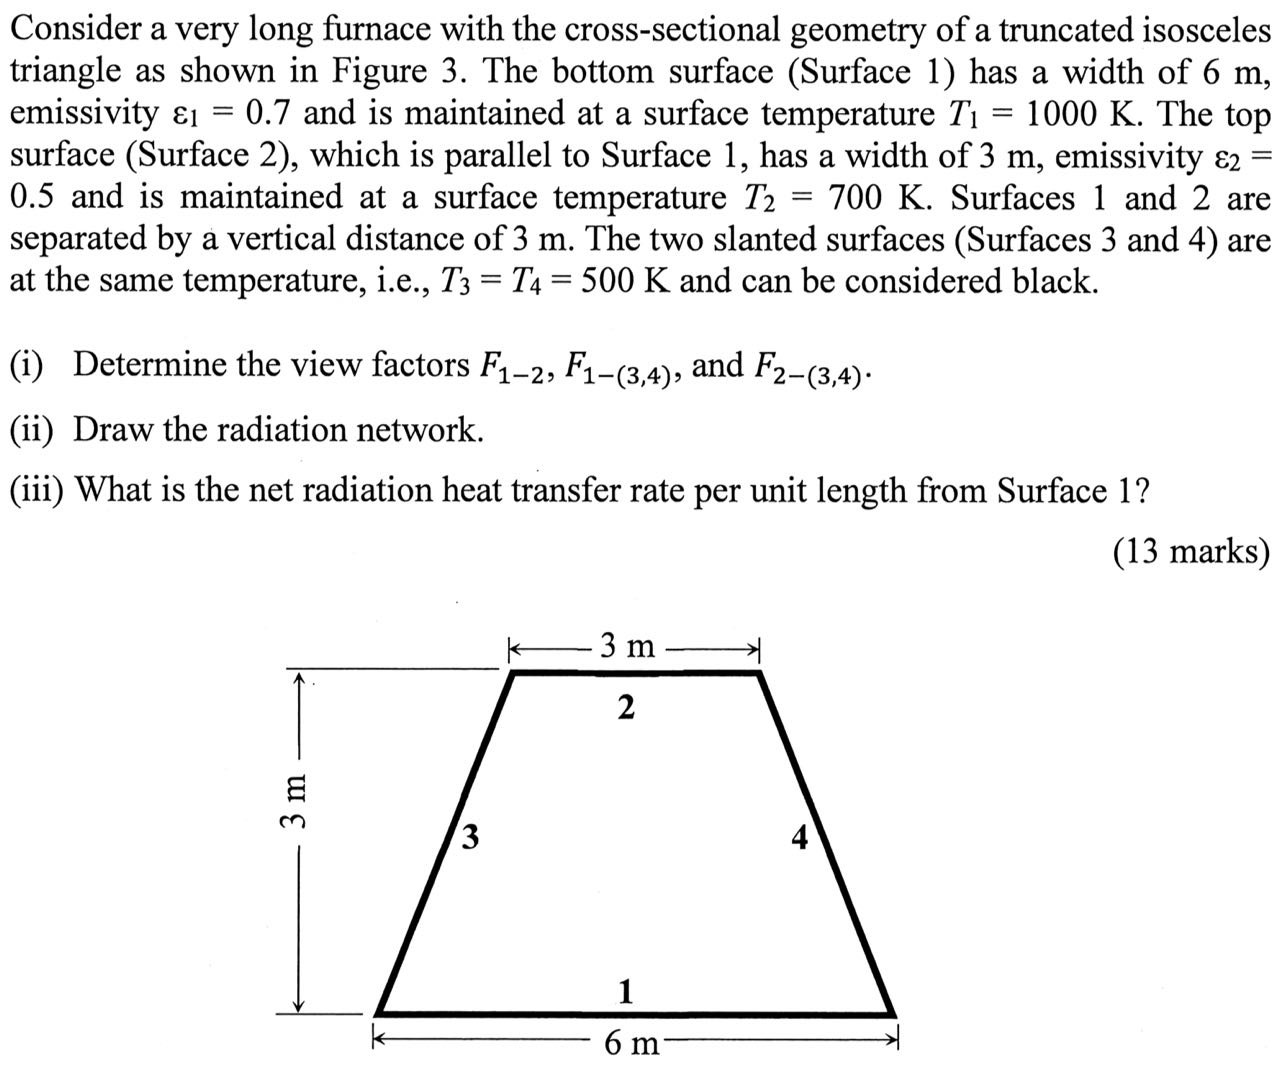 Consider a very long furnace with the cross-sectional geometry of a truncated isosceles
triangle as shown in Figure 3. The bottom surface (Surface 1) has a width of 6 m,
emissivity ε₁ = 0.7 and is maintained at a surface temperature T₁ = 1000 K. The top
surface (Surface 2), which is parallel to Surface 1, has a width of 3 m, emissivity ε₂ =
0.5 and is maintained at a surface temperature T₂ = 700 K. Surfaces 1 and 2 are
separated by a vertical distance of 3 m. The two slanted surfaces (Surfaces 3 and 4) are
at the same temperature, i.e., T₃ = T₄ = 500 K and can be considered black.
(i) Determine the view factors F₁₋₂, F₁₋₍₃,₄₎, and F₂₋₍₃,₄₎.
(ii) Draw the radiation network.
(iii) What is the net radiation heat transfer rate per unit length from Surface 1?
(13 marks)
3 m
2
3 m
3
4
1
6 m